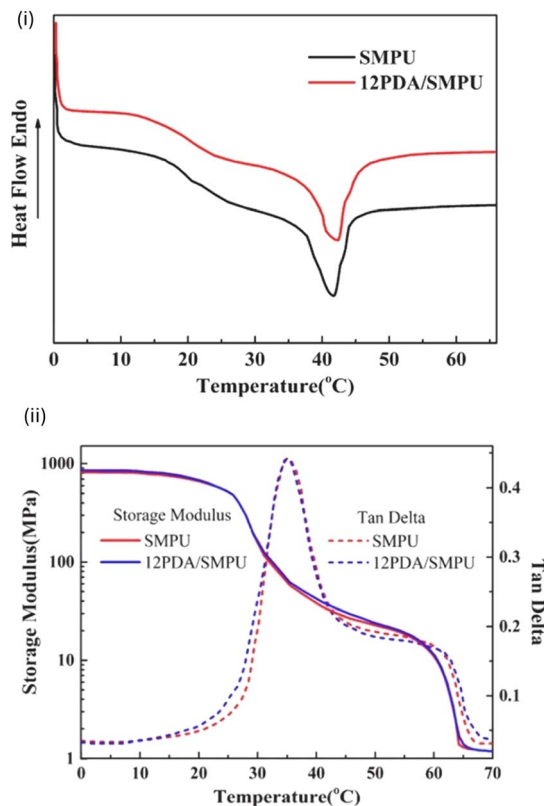 (i)
SMPU
12PDA/SMPU
Heat Flow Endo
0 10 20 30 40 50 60
Temperature(°C)
(ii)
1000
100
10
1
Storage Modulus(MPa)
Storage Modulus
SMPU
12PDA/SMPU
Tan Delta
SMPU
12PDA/SMPU
0.4
0.3
0.2
0.1
Tan Delta
0 10 20 30 40 50 60 70
Temperature(°C)